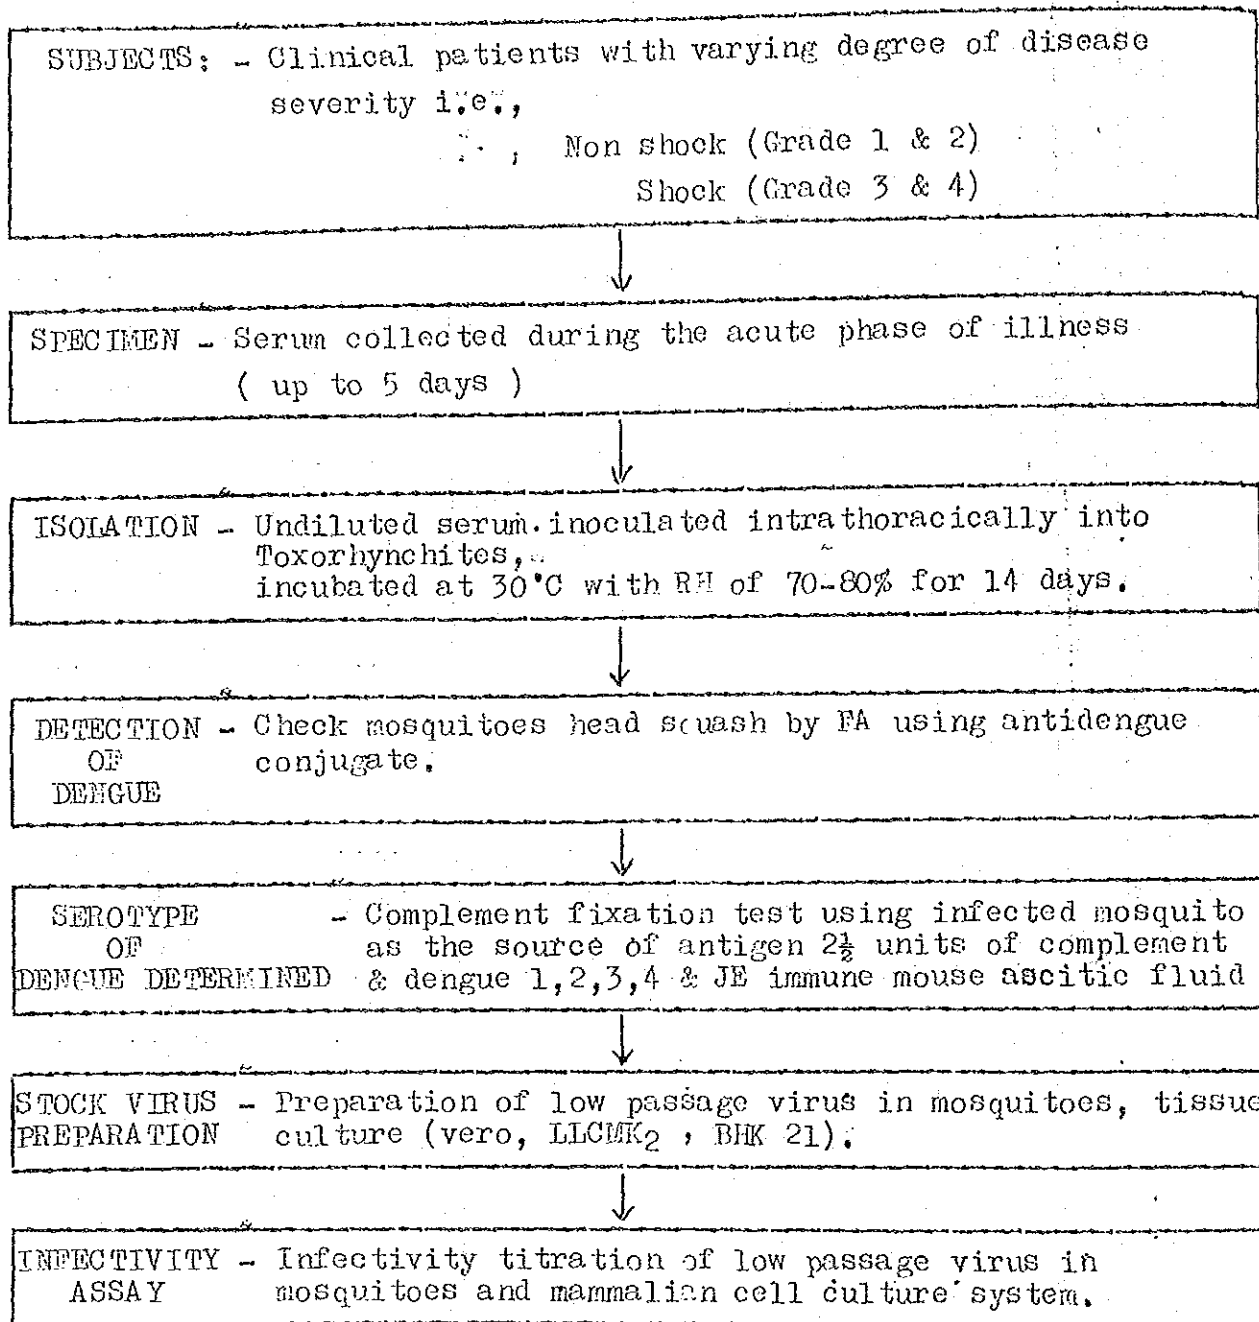 SUBJECTS: - Clinical patients with varying degree of disease
severity i.e.,
Non shock (Grade 1 & 2)
Shock (Grade 3 & 4)
SPECIMEN - Serum collected during the acute phase of illness
( up to 5 days )
ISOLATION - Undiluted serum inoculated intrathoracically into
Toxorhynchites,
incubated at 30°C with RH of 70-80% for 14 days.
DETECTION - Check mosquitoes head squash by FA using antidengue
OF conjugate.
DENGUE
SEROTYPE - Complement fixation test using infected mosquito
OF as the source of antigen 2½ units of complement
DENGUE DETERMINED & dengue 1,2,3,4 & JE immune mouse ascitic fluid
STOCK VIRUS - Preparation of low passage virus in mosquitoes, tissue
PREPARATION culture (vero, LLCMK2 , BHK 21).
INFECTIVITY - Infectivity titration of low passage virus in
ASSAY mosquitoes and mammalian cell culture system.